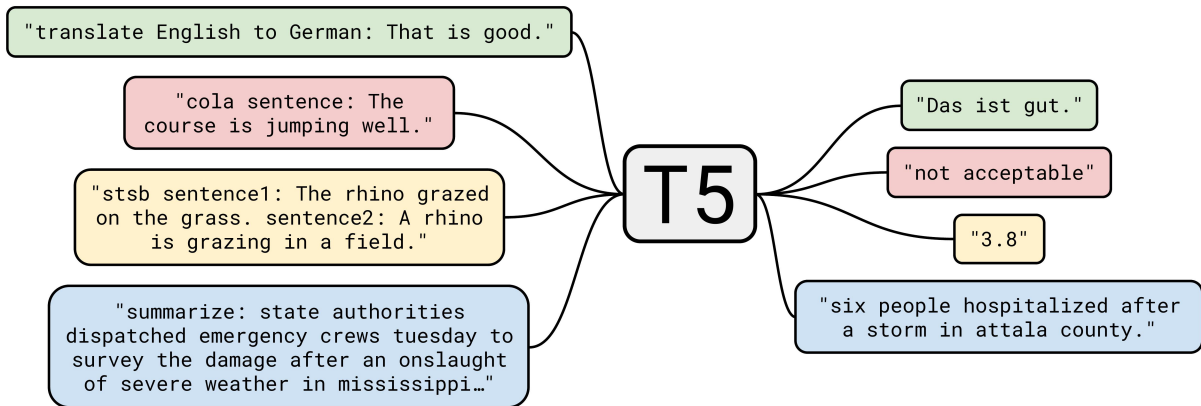 "translate English to German: That is good."
"cola sentence: The
course is jumping well."
"stsb sentence1: The rhino grazed
on the grass. sentence2: A rhino
is grazing in a field."
"summarize: state authorities
dispatched emergency crews tuesday to
survey the damage after an onslaught
of severe weather in mississippi…"
T5
"Das ist gut."
"not acceptable"
"3.8"
"six people hospitalized after
a storm in attala county."